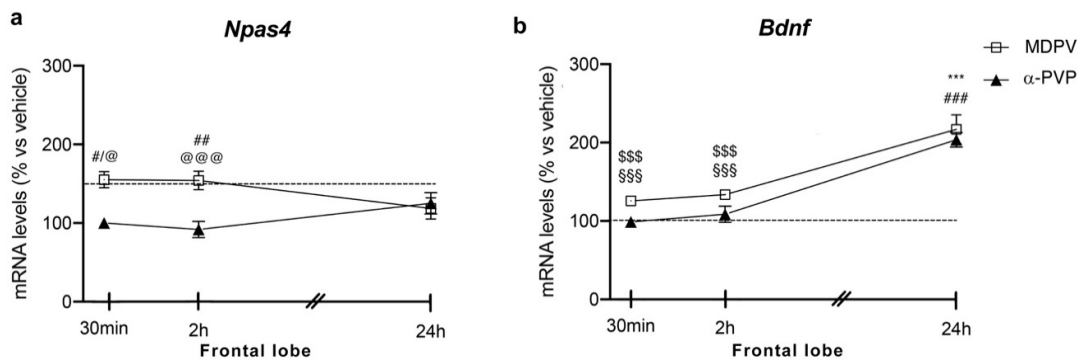 a
Npas4
mRNA levels (% vs vehicle)
300
200
100
0
#/@
##
@@@
30min
2h
24h
Frontal lobe
b
Bdnf
mRNA levels (% vs vehicle)
300
200
100
0
$$$
§§§
$$$
§§§
***
###
30min
2h
24h
Frontal lobe
MDPV
α-PVP